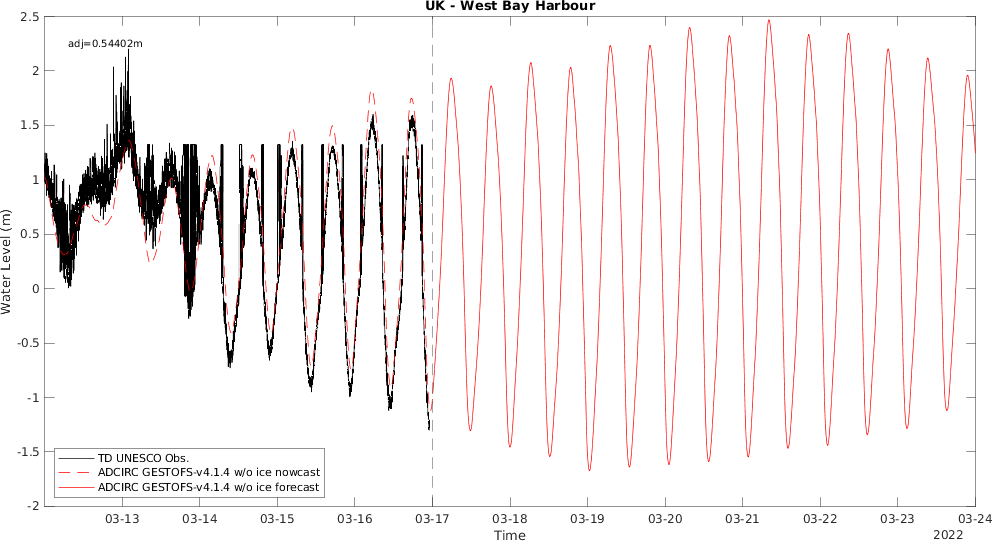 UK - West Bay Harbour
adj=0.54402m
2.5
2
1.5
1
0.5
0
-0.5
-1
-1.5
-2
Water Level (m)
TD UNESCO Obs.
ADCIRC GESTOFS-v4.1.4 w/o ice nowcast
ADCIRC GESTOFS-v4.1.4 w/o ice forecast
03-13 03-14 03-15 03-16 03-17 03-18 03-19 03-20 03-21 03-22 03-23 03-24
Time
2022